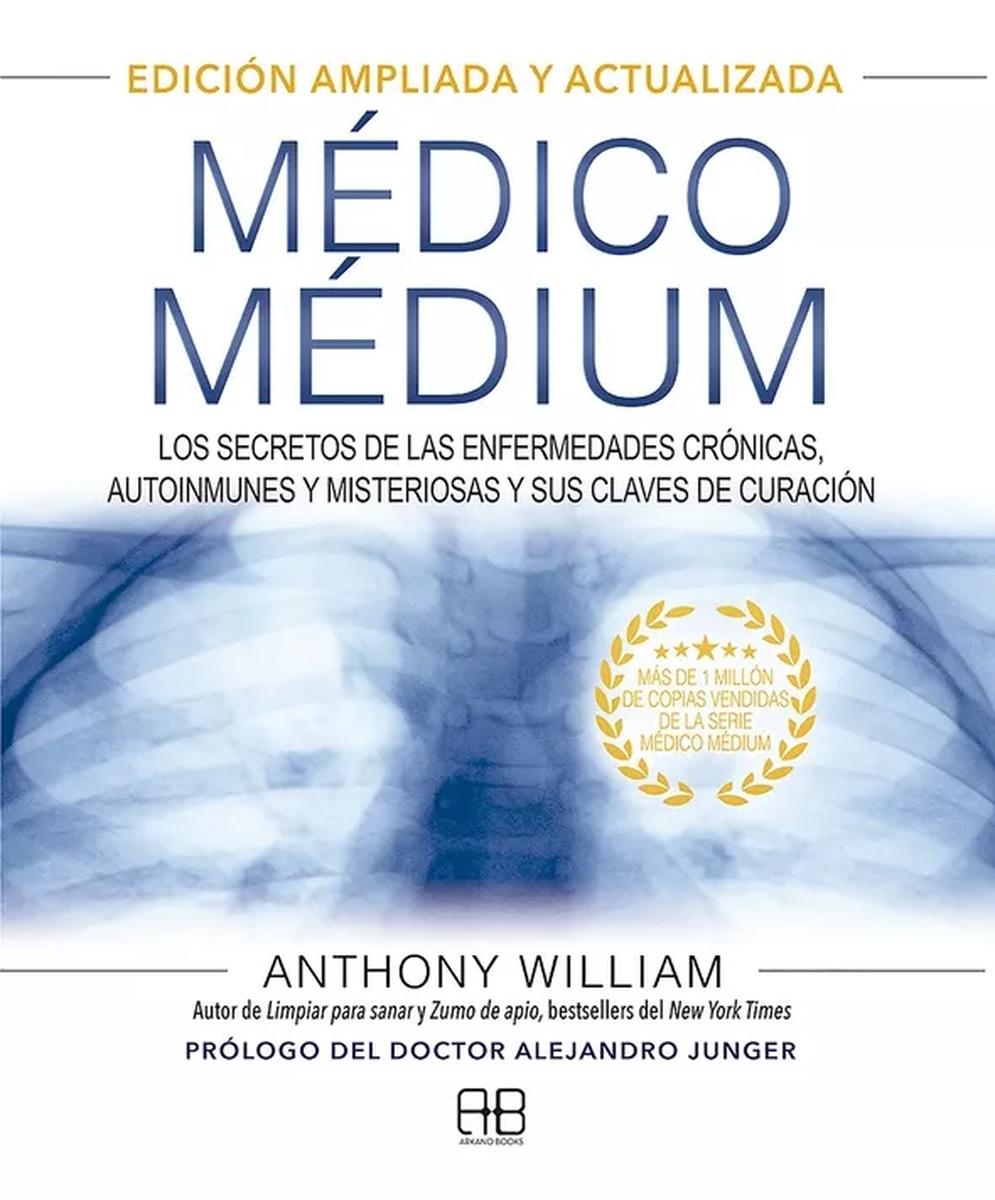 EDICIÓN AMPLIADA Y ACTUALIZADA
MÉDICO
MÉDIUM
LOS SECRETOS DE LAS ENFERMEDADES CRÓNICAS,
AUTOINMUNES Y MISTERIOSAS Y SUS CLAVES DE CURACIÓN
MÁS DE 1 MILLÓN
DE COPIAS VENDIDAS
DE LA SERIE
MÉDICO MÉDIUM
ANTHONY WILLIAM
Autor de Limpiar para sanar y Zumo de apio, bestsellers del New York Times
PRÓLOGO DEL DOCTOR ALEJANDRO JUNGER
AB
ARKANO BOOKS